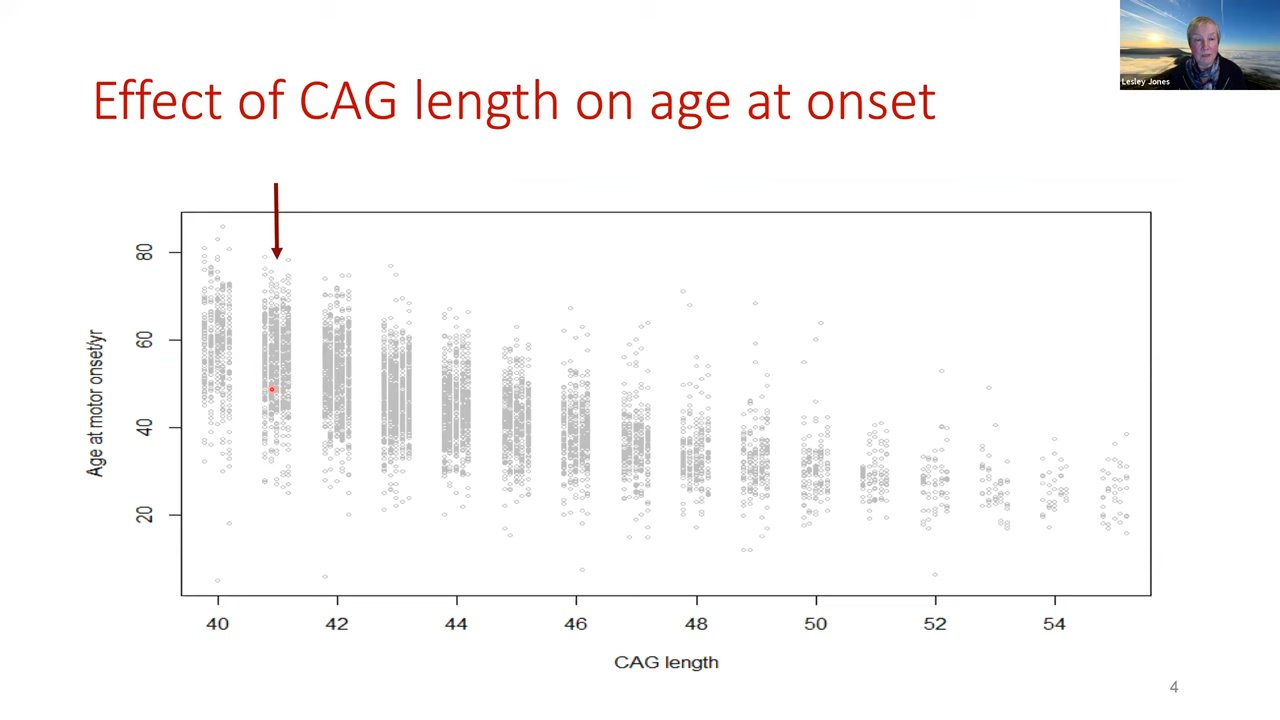 Lesley Jones
Effect of CAG length on age at onset
Age at motor onset/yr
80
60
40
20
40 42 44 46 48 50 52 54
CAG length
4